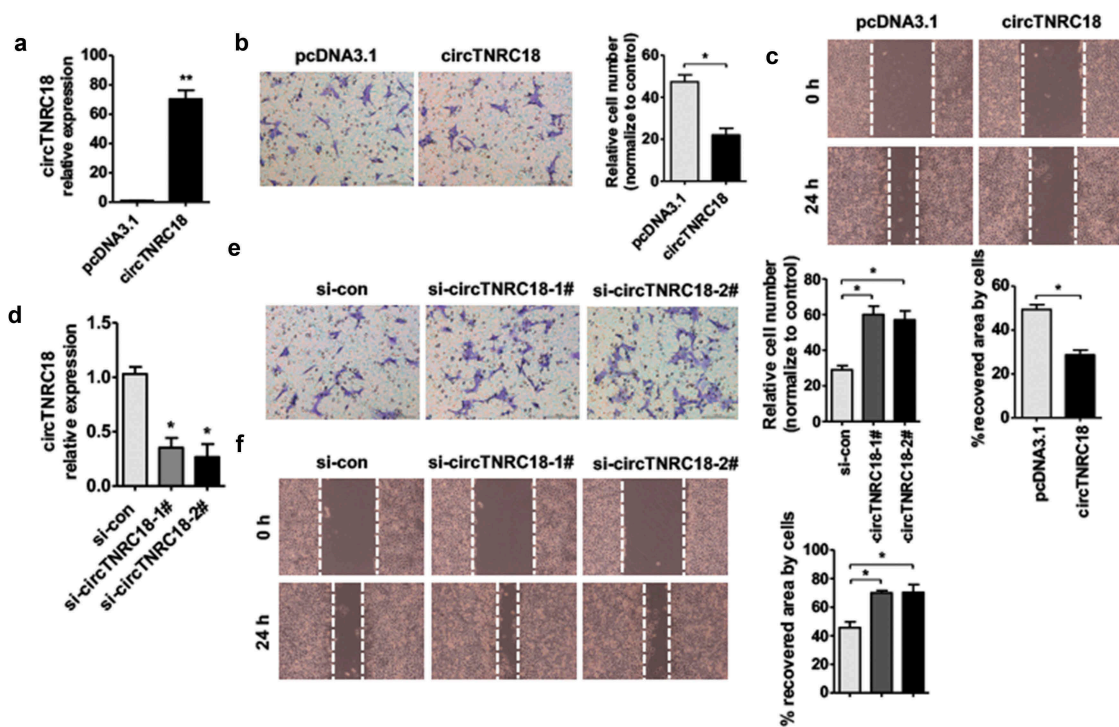 a
circTNRC18
relative expression
100
80
60
40
20
0
**
pcDNA3.1
circTNRC18
b
pcDNA3.1
circTNRC18
Relative cell number
(normalize to control)
60
40
20
0
*
pcDNA3.1
circTNRC18
c
pcDNA3.1
circTNRC18
0 h
24 h
% recovered area by cells
60
40
20
0
*
pcDNA3.1
circTNRC18
d
circTNRC18
relative expression
1.5
1.0
0.5
0.0
*
*
si-con
si-circTNRC18-1#
si-circTNRC18-2#
e
si-con
si-circTNRC18-1#
si-circTNRC18-2#
Relative cell number
(normalize to control)
80
60
40
20
0
*
*
si-con
circTNRC18-1#
circTNRC18-2#
f
si-con
si-circTNRC18-1#
si-circTNRC18-2#
0 h
24 h
% recovered area by cells
100
80
60
40
20
0
*
*